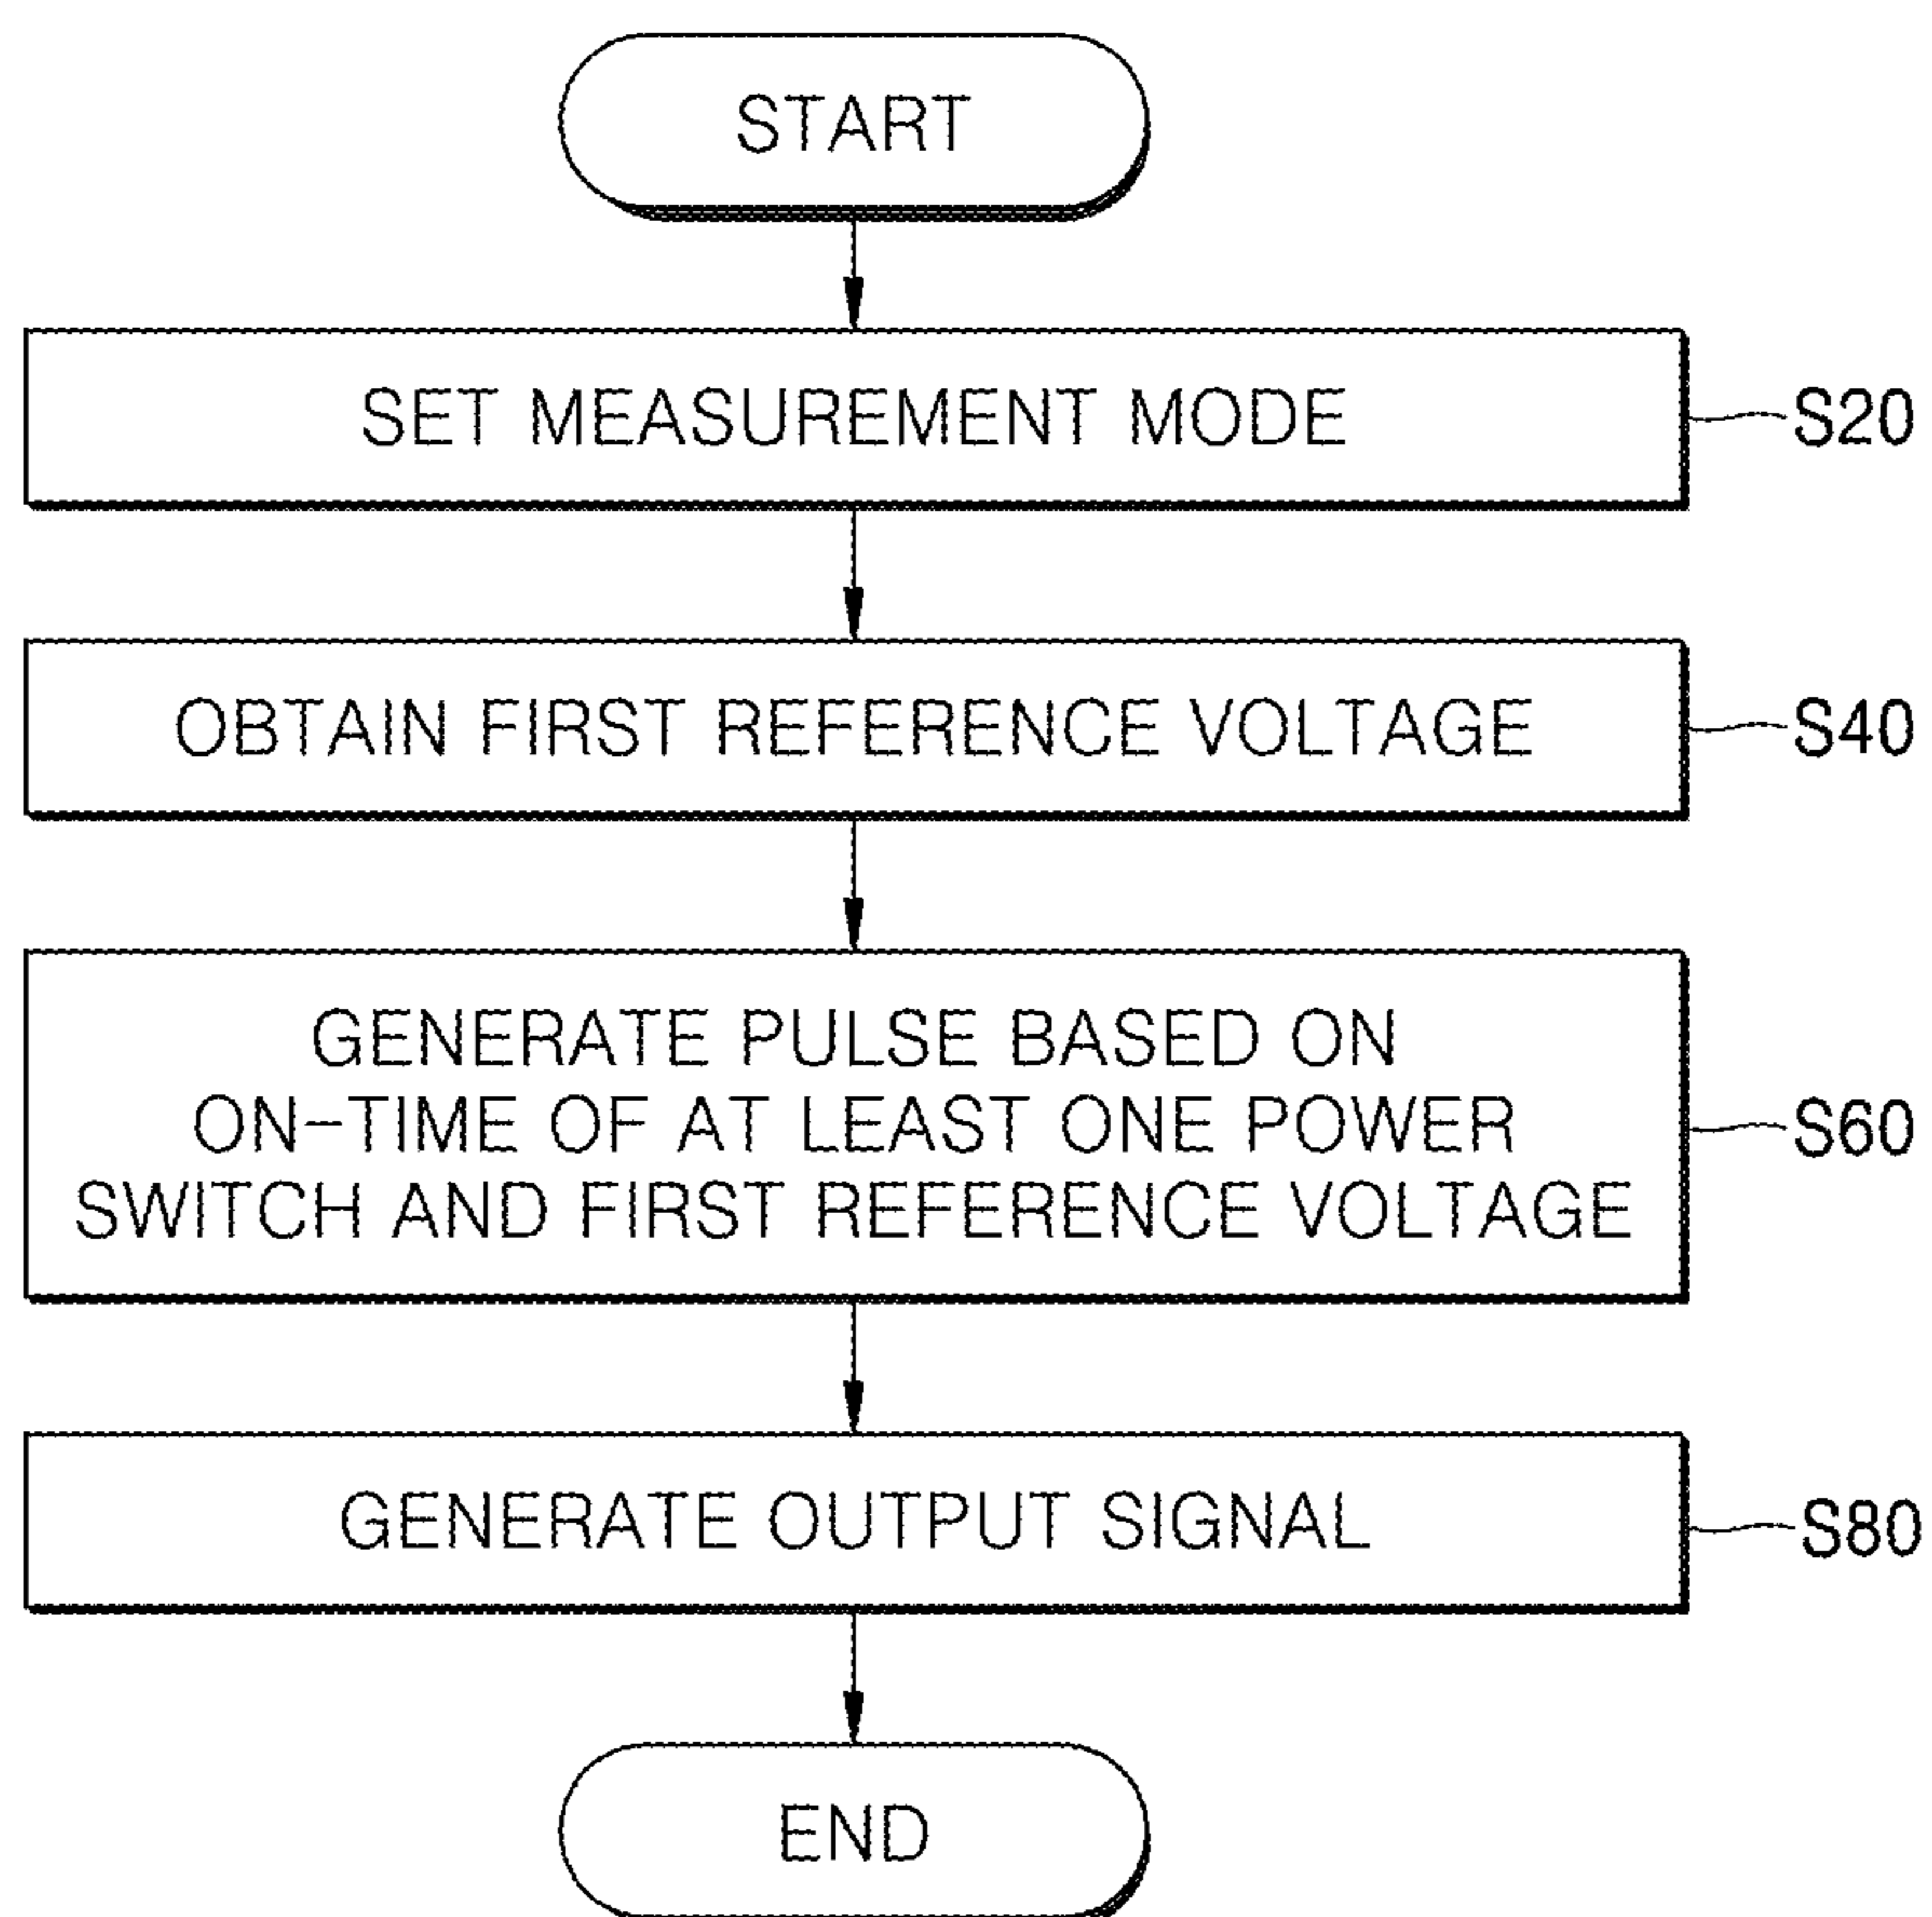 START
SET MEASUREMENT MODE
S20
OBTAIN FIRST REFERENCE VOLTAGE
S40
GENERATE PULSE BASED ON
ON-TIME OF AT LEAST ONE POWER
SWITCH AND FIRST REFERENCE VOLTAGE
S60
GENERATE OUTPUT SIGNAL
S80
END